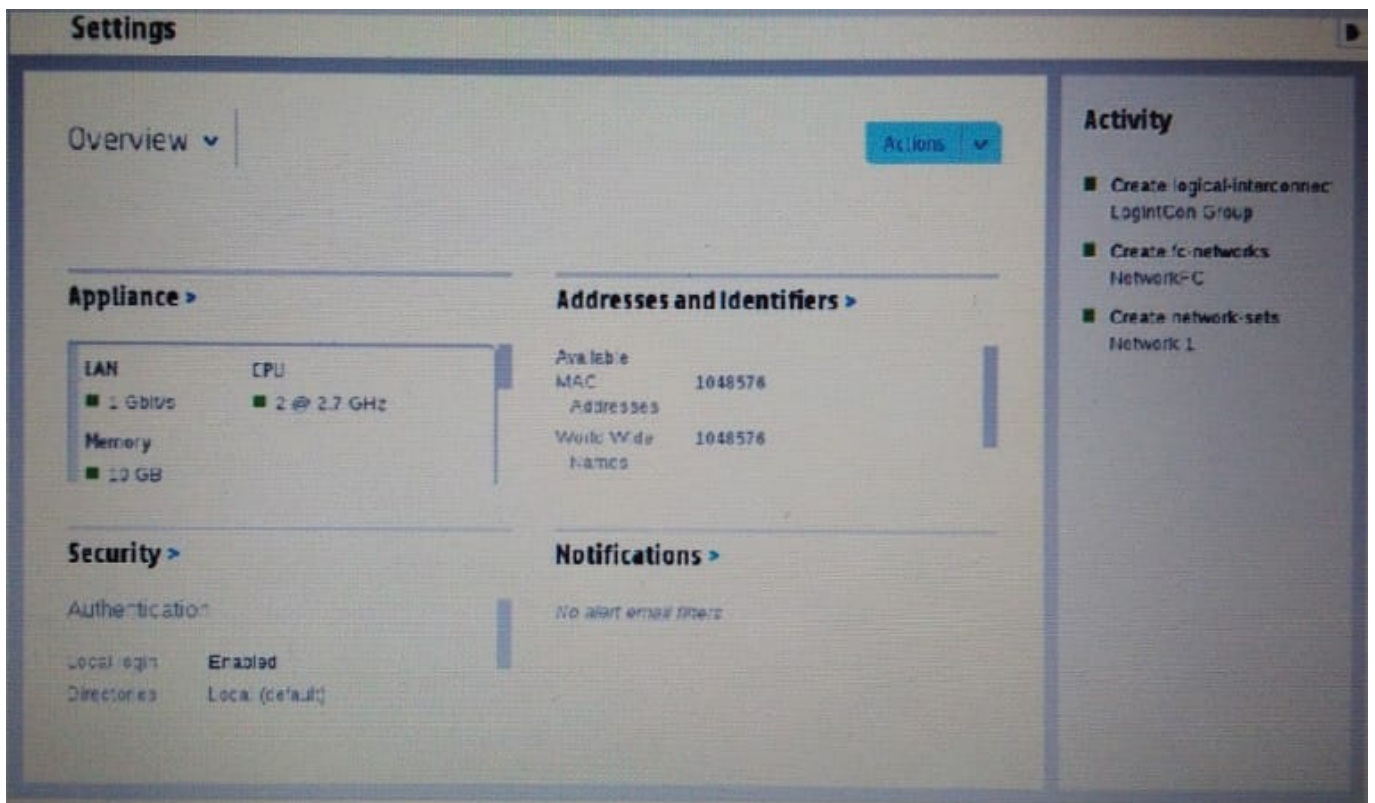 Settings
Overview
Actions
Appliance >
LAN CPU
1 Gbit/s 2 @ 2.7 GHz
Memory
10 GB
Addresses and Identifiers >
Available
MAC 1048576
Addresses
World Wide 1048576
Names
Security >
Authentication
Local login Enabled
Directories Local (default)
Notifications >
No alert email filters
Activity
Create logical-interconnec
LogIntCon Group
Create fc-networks
NetworkFC
Create network-sets
Network 1